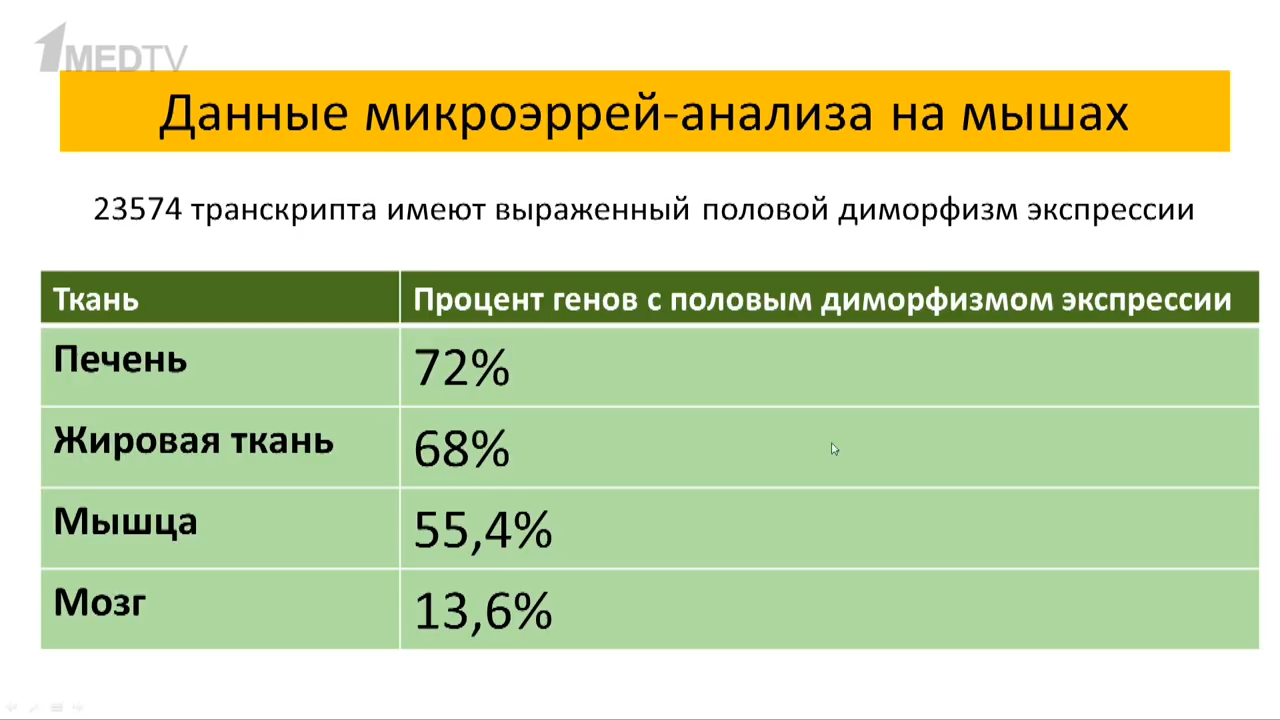 1MEDTV
Данные микроэррей-анализа на мышах
23574 транскрипта имеют выраженный половой диморфизм экспрессии
Ткань Процент генов с половым диморфизмом экспрессии
Печень 72%
Жировая ткань 68%
Мышца 55,4%
Мозг 13,6%